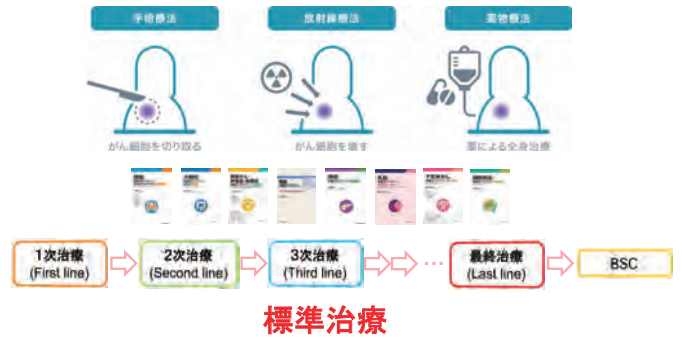 手術療法
放射線療法
薬物療法
がん細胞を切り取る
がん細胞を壊す
薬による全身治療
1次治療
(First line)
2次治療
(Second line)
3次治療
(Third line)
…
最終治療
(Last line)
BSC
標準治療